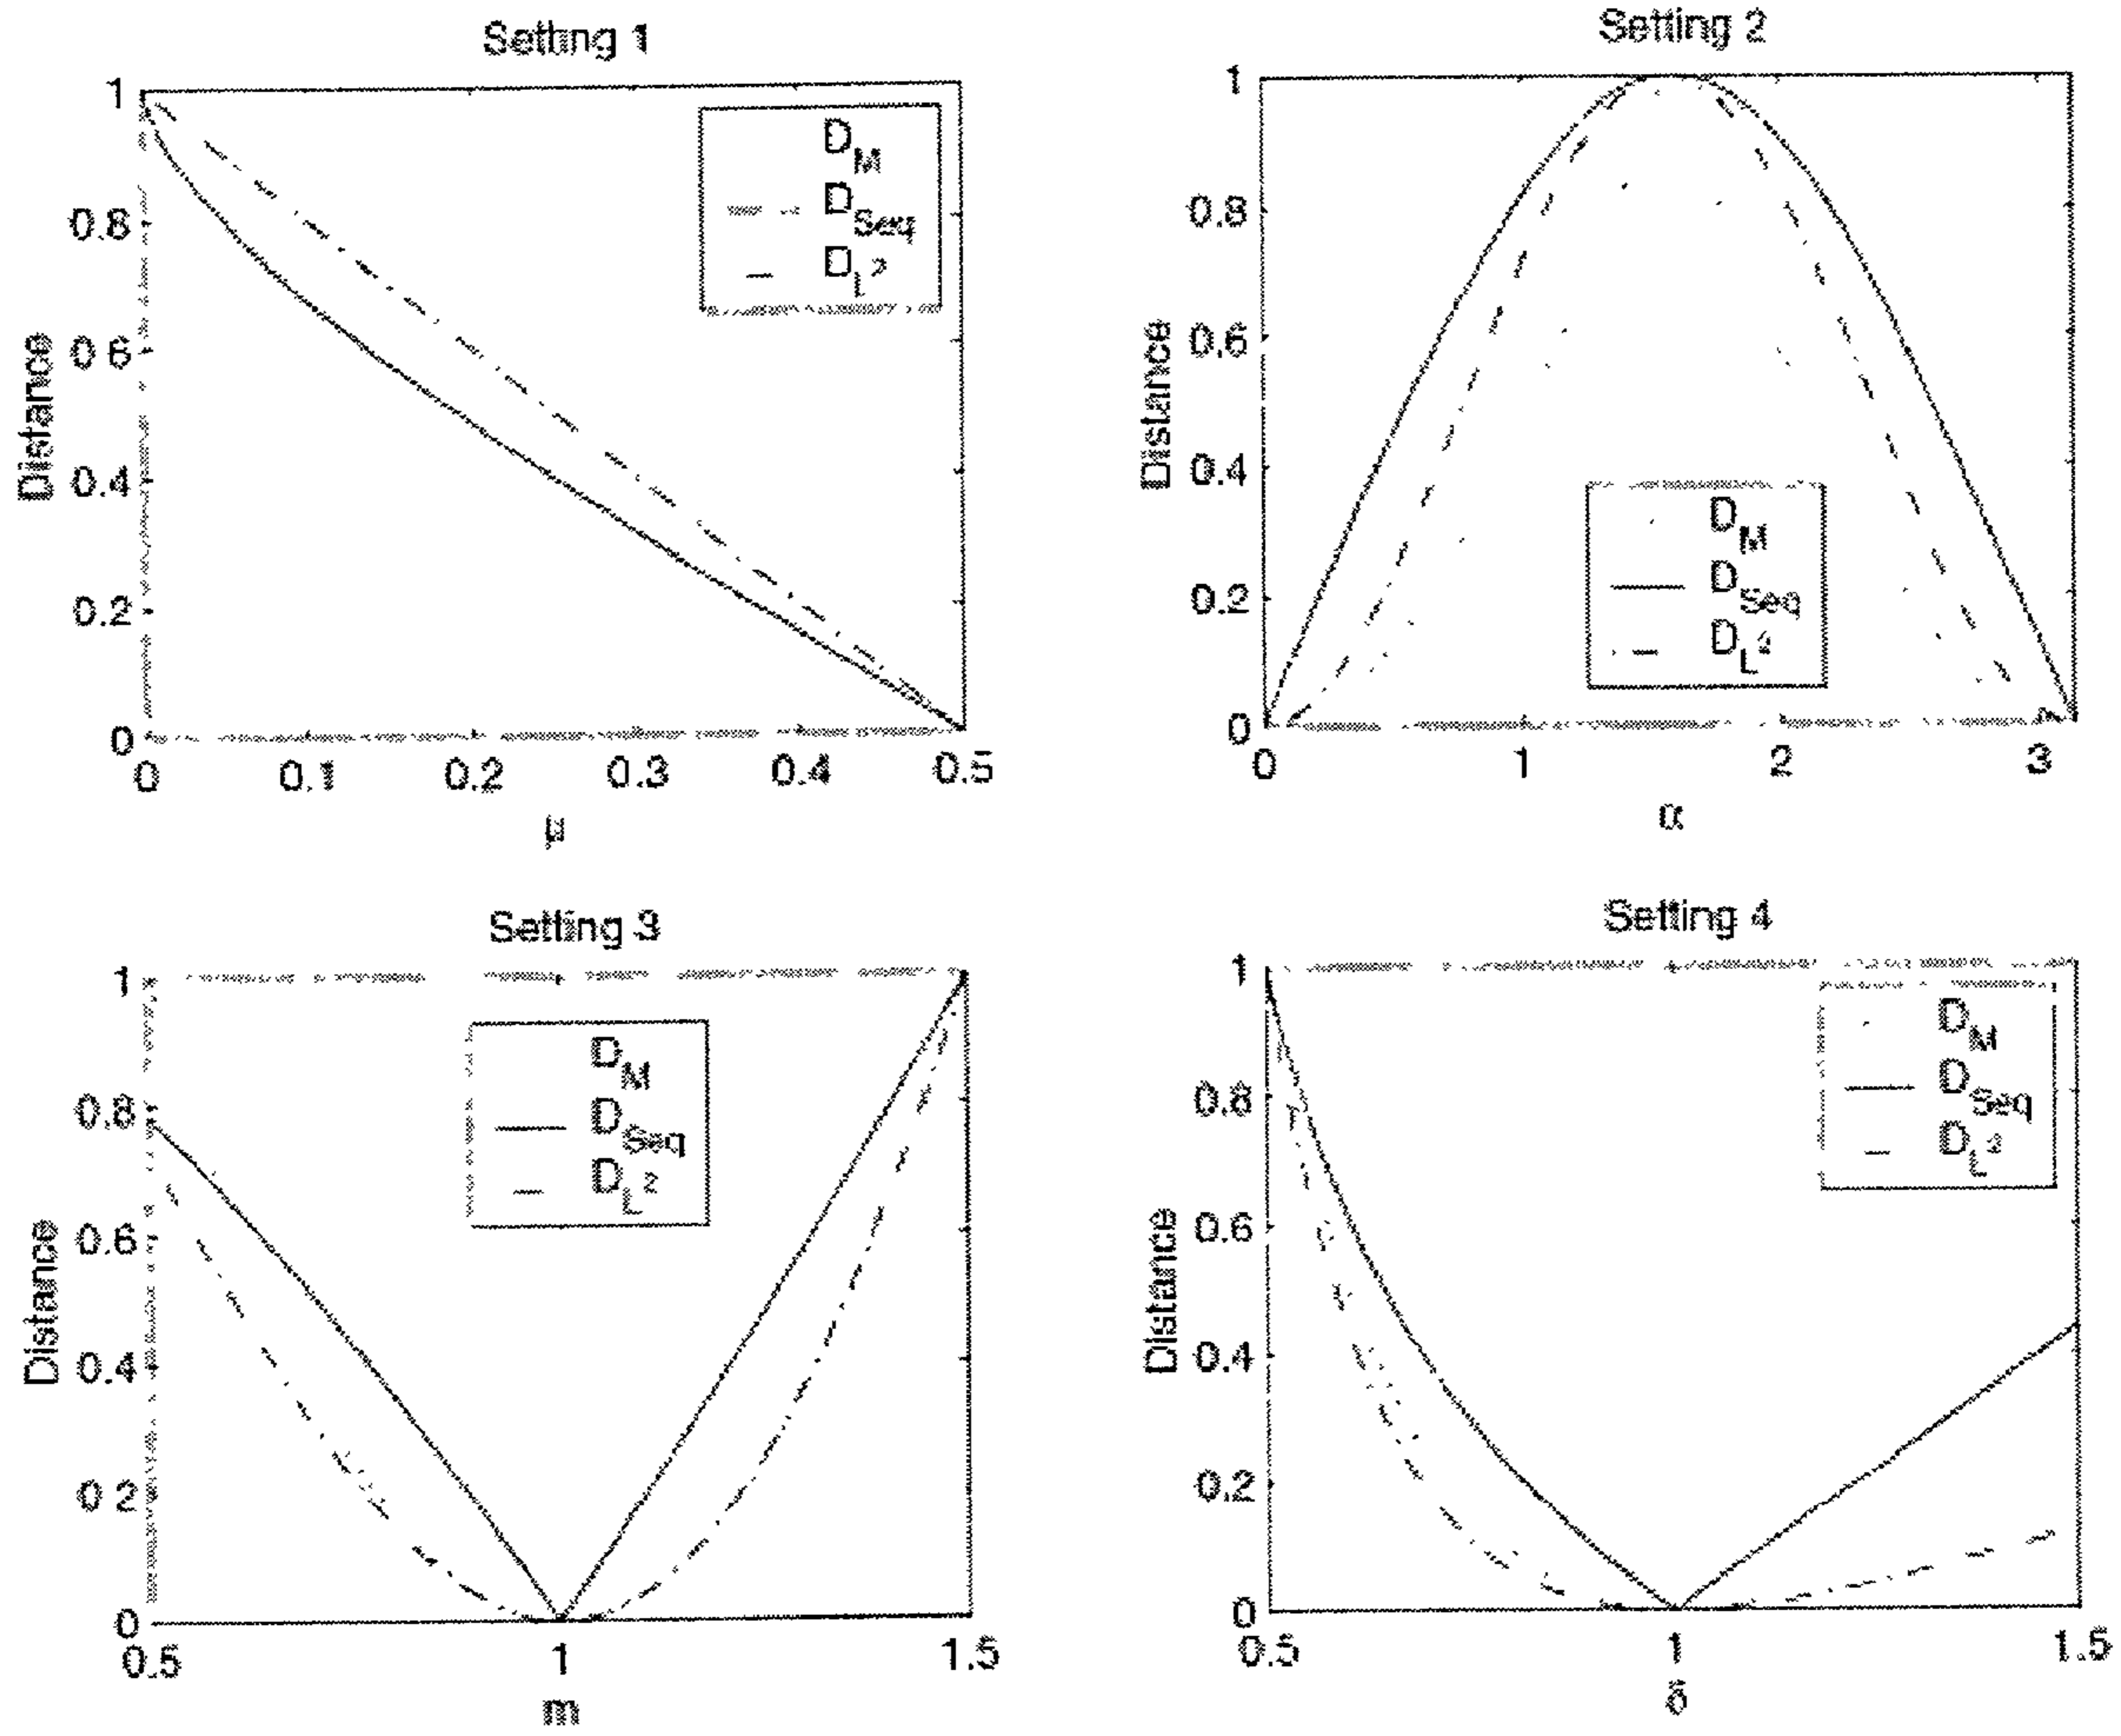 Setting 1
1
0.8
0.6
0.4
0.2
0
Distance
0
0.1
0.2
0.3
0.4
0.5
μ
D_M
D_Seq
D_L²
Setting 2
1
0.8
0.6
0.4
0.2
0
Distance
0
1
2
3
α
D_M
D_Seq
D_L²
Setting 3
1
0.8
0.6
0.4
0 2
0
Distance
0.5
1
1.5
m
D_M
D_Seq
D_L²
Setting 4
1
0.8
0.6
0.4
0.2
0
Distance
0.5
1
1.5
δ
D_M
D_Seq
D_L²